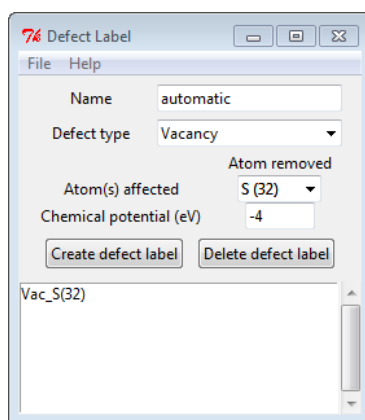 Defect Label
File Help
Name automatic
Defect type Vacancy
Atom removed
Atom(s) affected S (32)
Chemical potential (eV) -4
Create defect label Delete defect label
Vac_S(32)